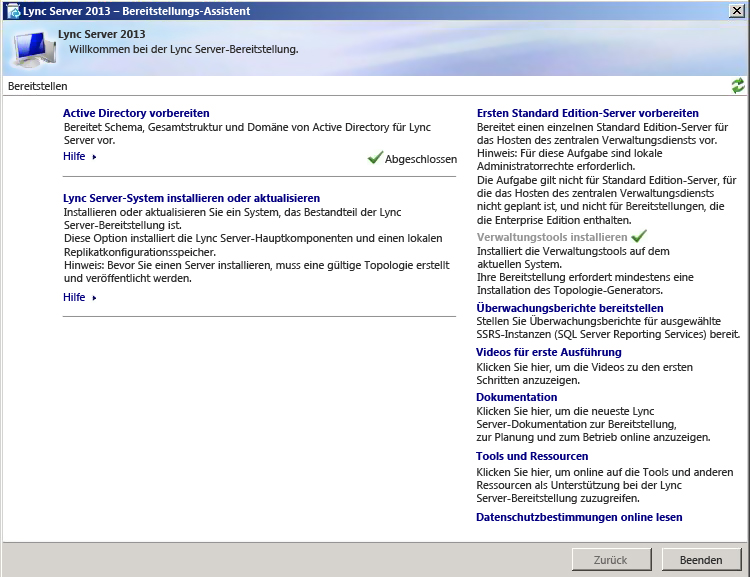 Lync Server 2013 – Bereitstellungs-Assistent
Lync Server 2013
Willkommen bei der Lync Server-Bereitstellung.
Bereitstellen
Active Directory vorbereiten
Bereitet Schema, Gesamtstruktur und Domäne von Active Directory für Lync
Server vor.
Hilfe
Abgeschlossen
Lync Server-System installieren oder aktualisieren
Installieren oder aktualisieren Sie ein System, das Bestandteil der Lync
Server-Bereitstellung ist.
Diese Option installiert die Lync Server-Hauptkomponenten und einen lokalen
Replikatkonfigurationsspeicher.
Hinweis: Bevor Sie einen Server installieren, muss eine gültige Topologie erstellt
und veröffentlicht werden.
Hilfe
Ersten Standard Edition-Server vorbereiten
Bereitet einen einzelnen Standard Edition-Server für
das Hosten des zentralen Verwaltungsdiensts vor.
Hinweis: Für diese Aufgabe sind lokale
Administratorrechte erforderlich.
Die Aufgabe gilt nicht für Standard Edition-Server, für
die das Hosten des zentralen Verwaltungsdiensts
nicht geplant ist, und nicht für Bereitstellungen, die
die Enterprise Edition enthalten.
Verwaltungstools installieren
Installiert die Verwaltungstools auf dem
aktuellen System.
Ihre Bereitstellung erfordert mindestens eine
Installation des Topologie-Generators.
Überwachungsberichte bereitstellen
Stellen Sie Überwachungsberichte für ausgewählte
SSRS-Instanzen (SQL Server Reporting Services) bereit.
Videos für erste Ausführung
Klicken Sie hier, um die Videos zu den ersten
Schritten anzuzeigen.
Dokumentation
Klicken Sie hier, um die neueste Lync
Server-Dokumentation zur Bereitstellung,
zur Planung und zum Betrieb online anzuzeigen.
Tools und Ressourcen
Klicken Sie hier, um online auf die Tools und anderen
Ressourcen als Unterstützung bei der Lync
Server-Bereitstellung zuzugreifen.
Datenschutzbestimmungen online lesen
Zurück
Beenden